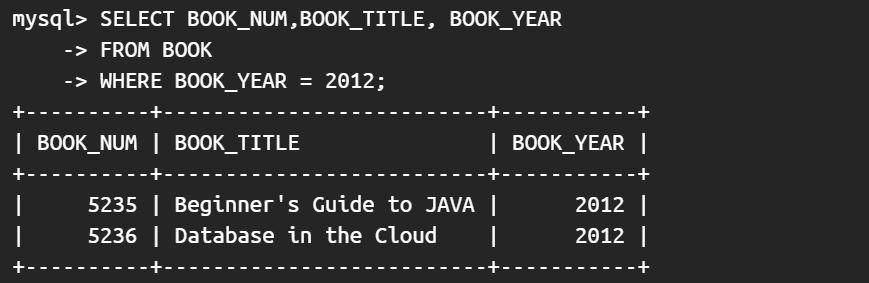 mysql> SELECT BOOK_NUM,BOOK_TITLE, BOOK_YEAR
    -> FROM BOOK
    -> WHERE BOOK_YEAR = 2012;
+----------+--------------------------+-----------+
| BOOK_NUM | BOOK_TITLE               | BOOK_YEAR |
+----------+--------------------------+-----------+
|     5235 | Beginner's Guide to JAVA |      2012 |
|     5236 | Database in the Cloud    |      2012 |
+----------+--------------------------+-----------+